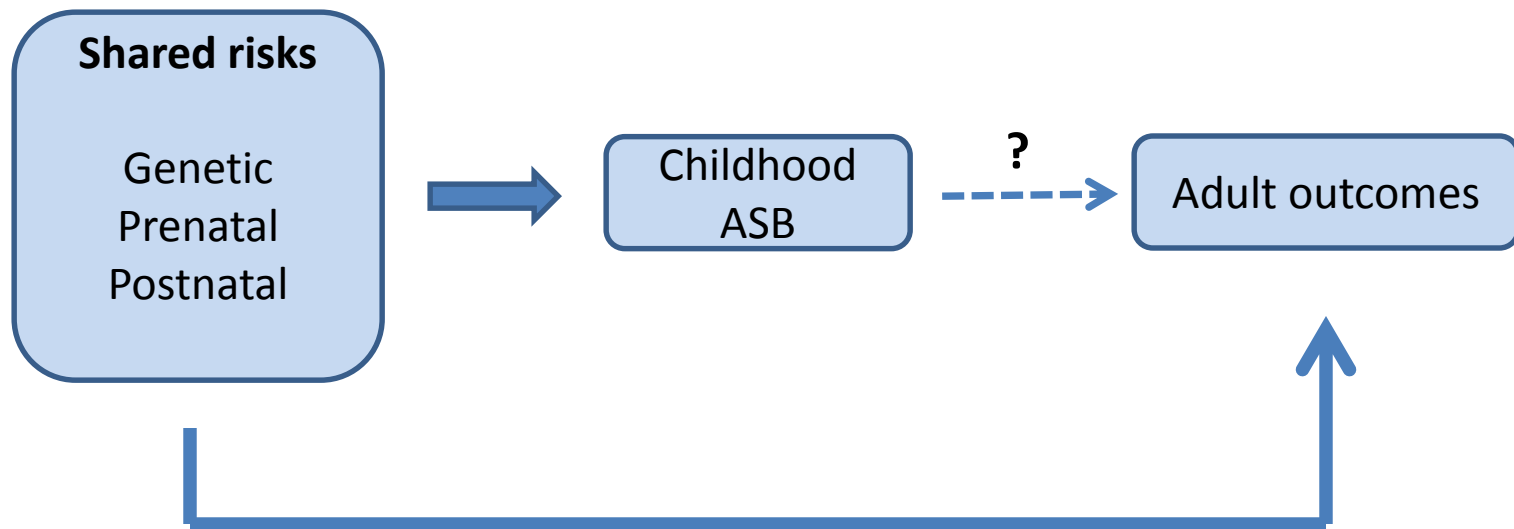 Shared risks
Genetic
Prenatal
Postnatal
Childhood
ASB
?
Adult outcomes